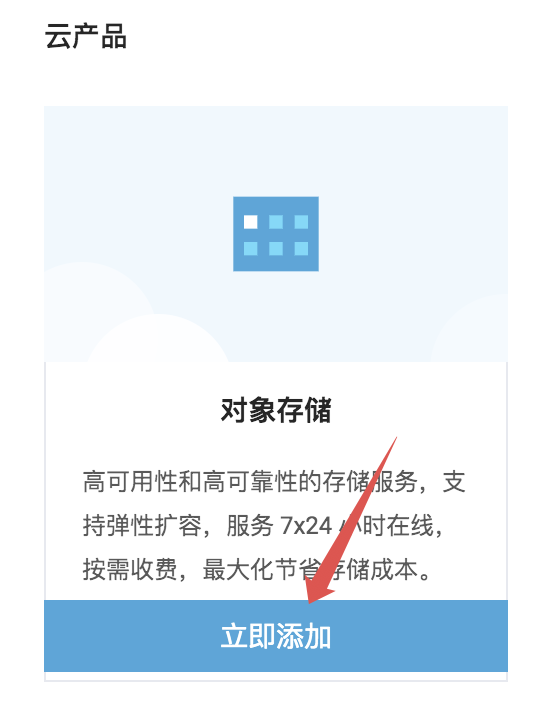 云产品
对象存储
高可用性和高可靠性的存储服务，支
持弹性扩容，服务 7x24 小时在线，
按需收费，最大化节省存储成本。
立即添加